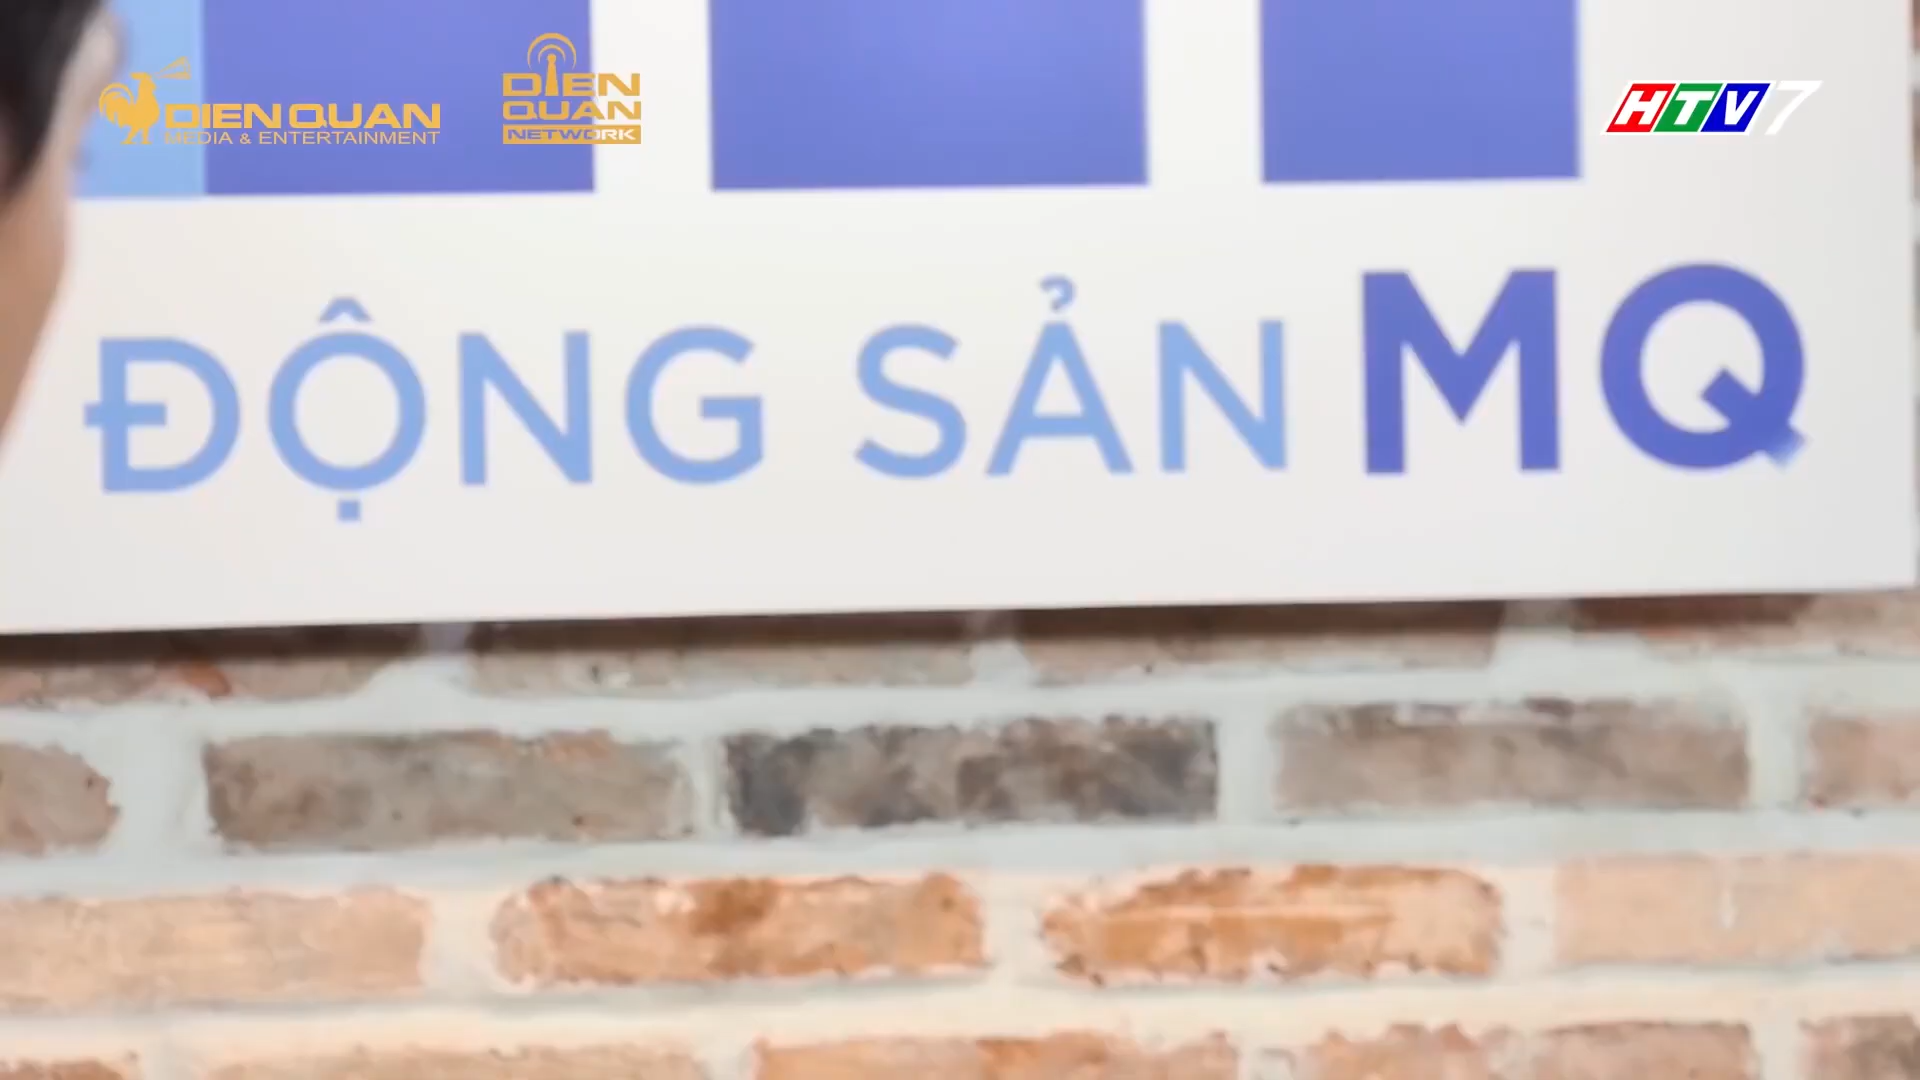 DIEN QUAN
MEDIA & ENTERTAINMENT
DIEN
QUAN
NETWORK
HTV7
ĐỘNG SẢN MQ